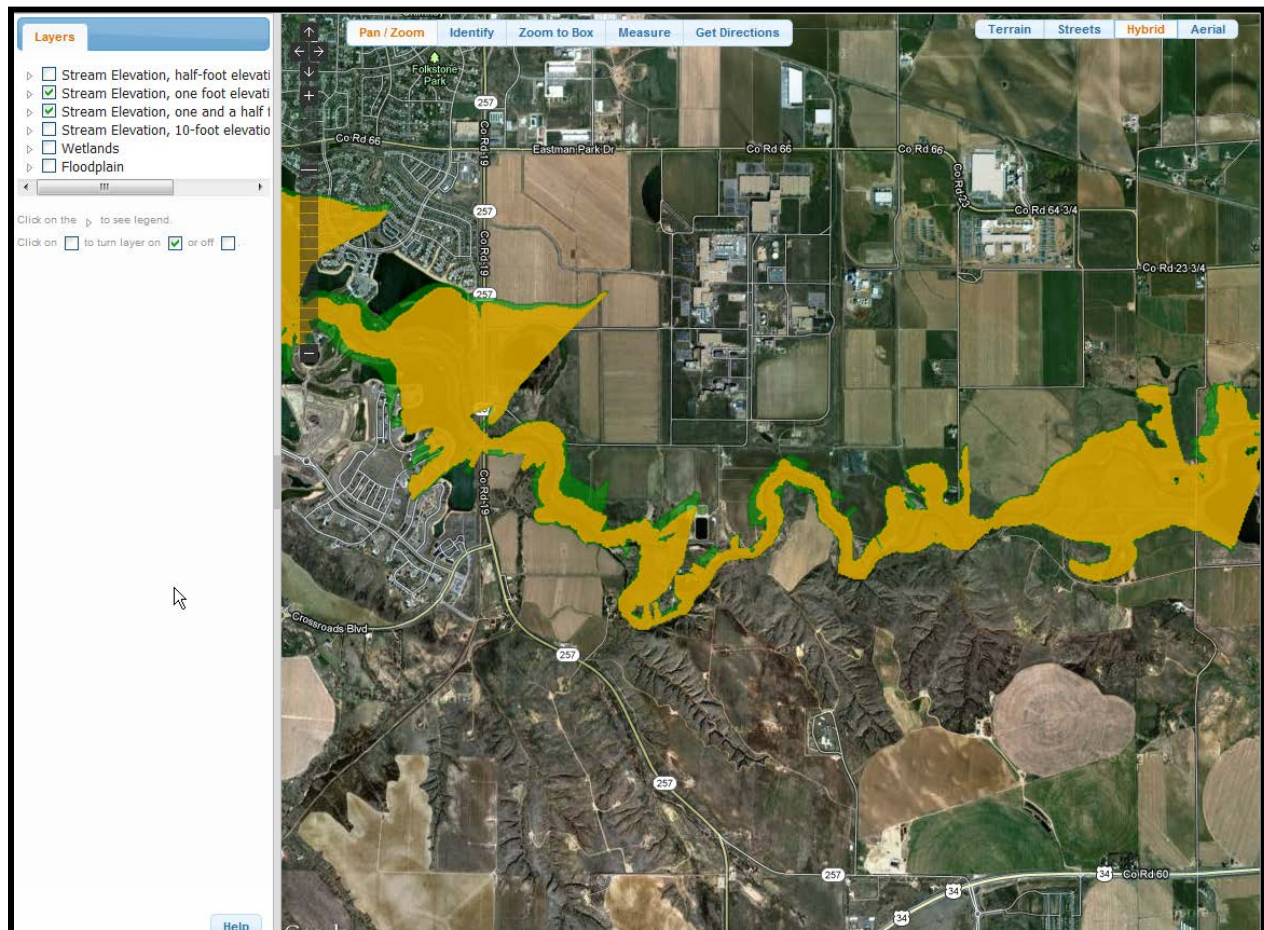 Layers
Stream Elevation, half-foot elevati
Stream Elevation, one foot elevati
Stream Elevation, one and a half f
Stream Elevation, 10-foot elevatio
Wetlands
Floodplain
Click on the ▷ to see legend.
Click on to turn layer on or off .
Help
Pan / Zoom Identify Zoom to Box Measure Get Directions
Terrain Streets Hybrid Aerial
Folkstone
Park
257
Co Rd 19
Co Rd 66
Eastman Park Dr
Co Rd 66
Co Rd 66
Co Rd 23
Co Rd 64 3/4
257
Co Rd 19
Co Rd 23 3/4
257
Co Rd 19
Crossroads Blvd
257
257
257
34
Co Rd 60
34
34